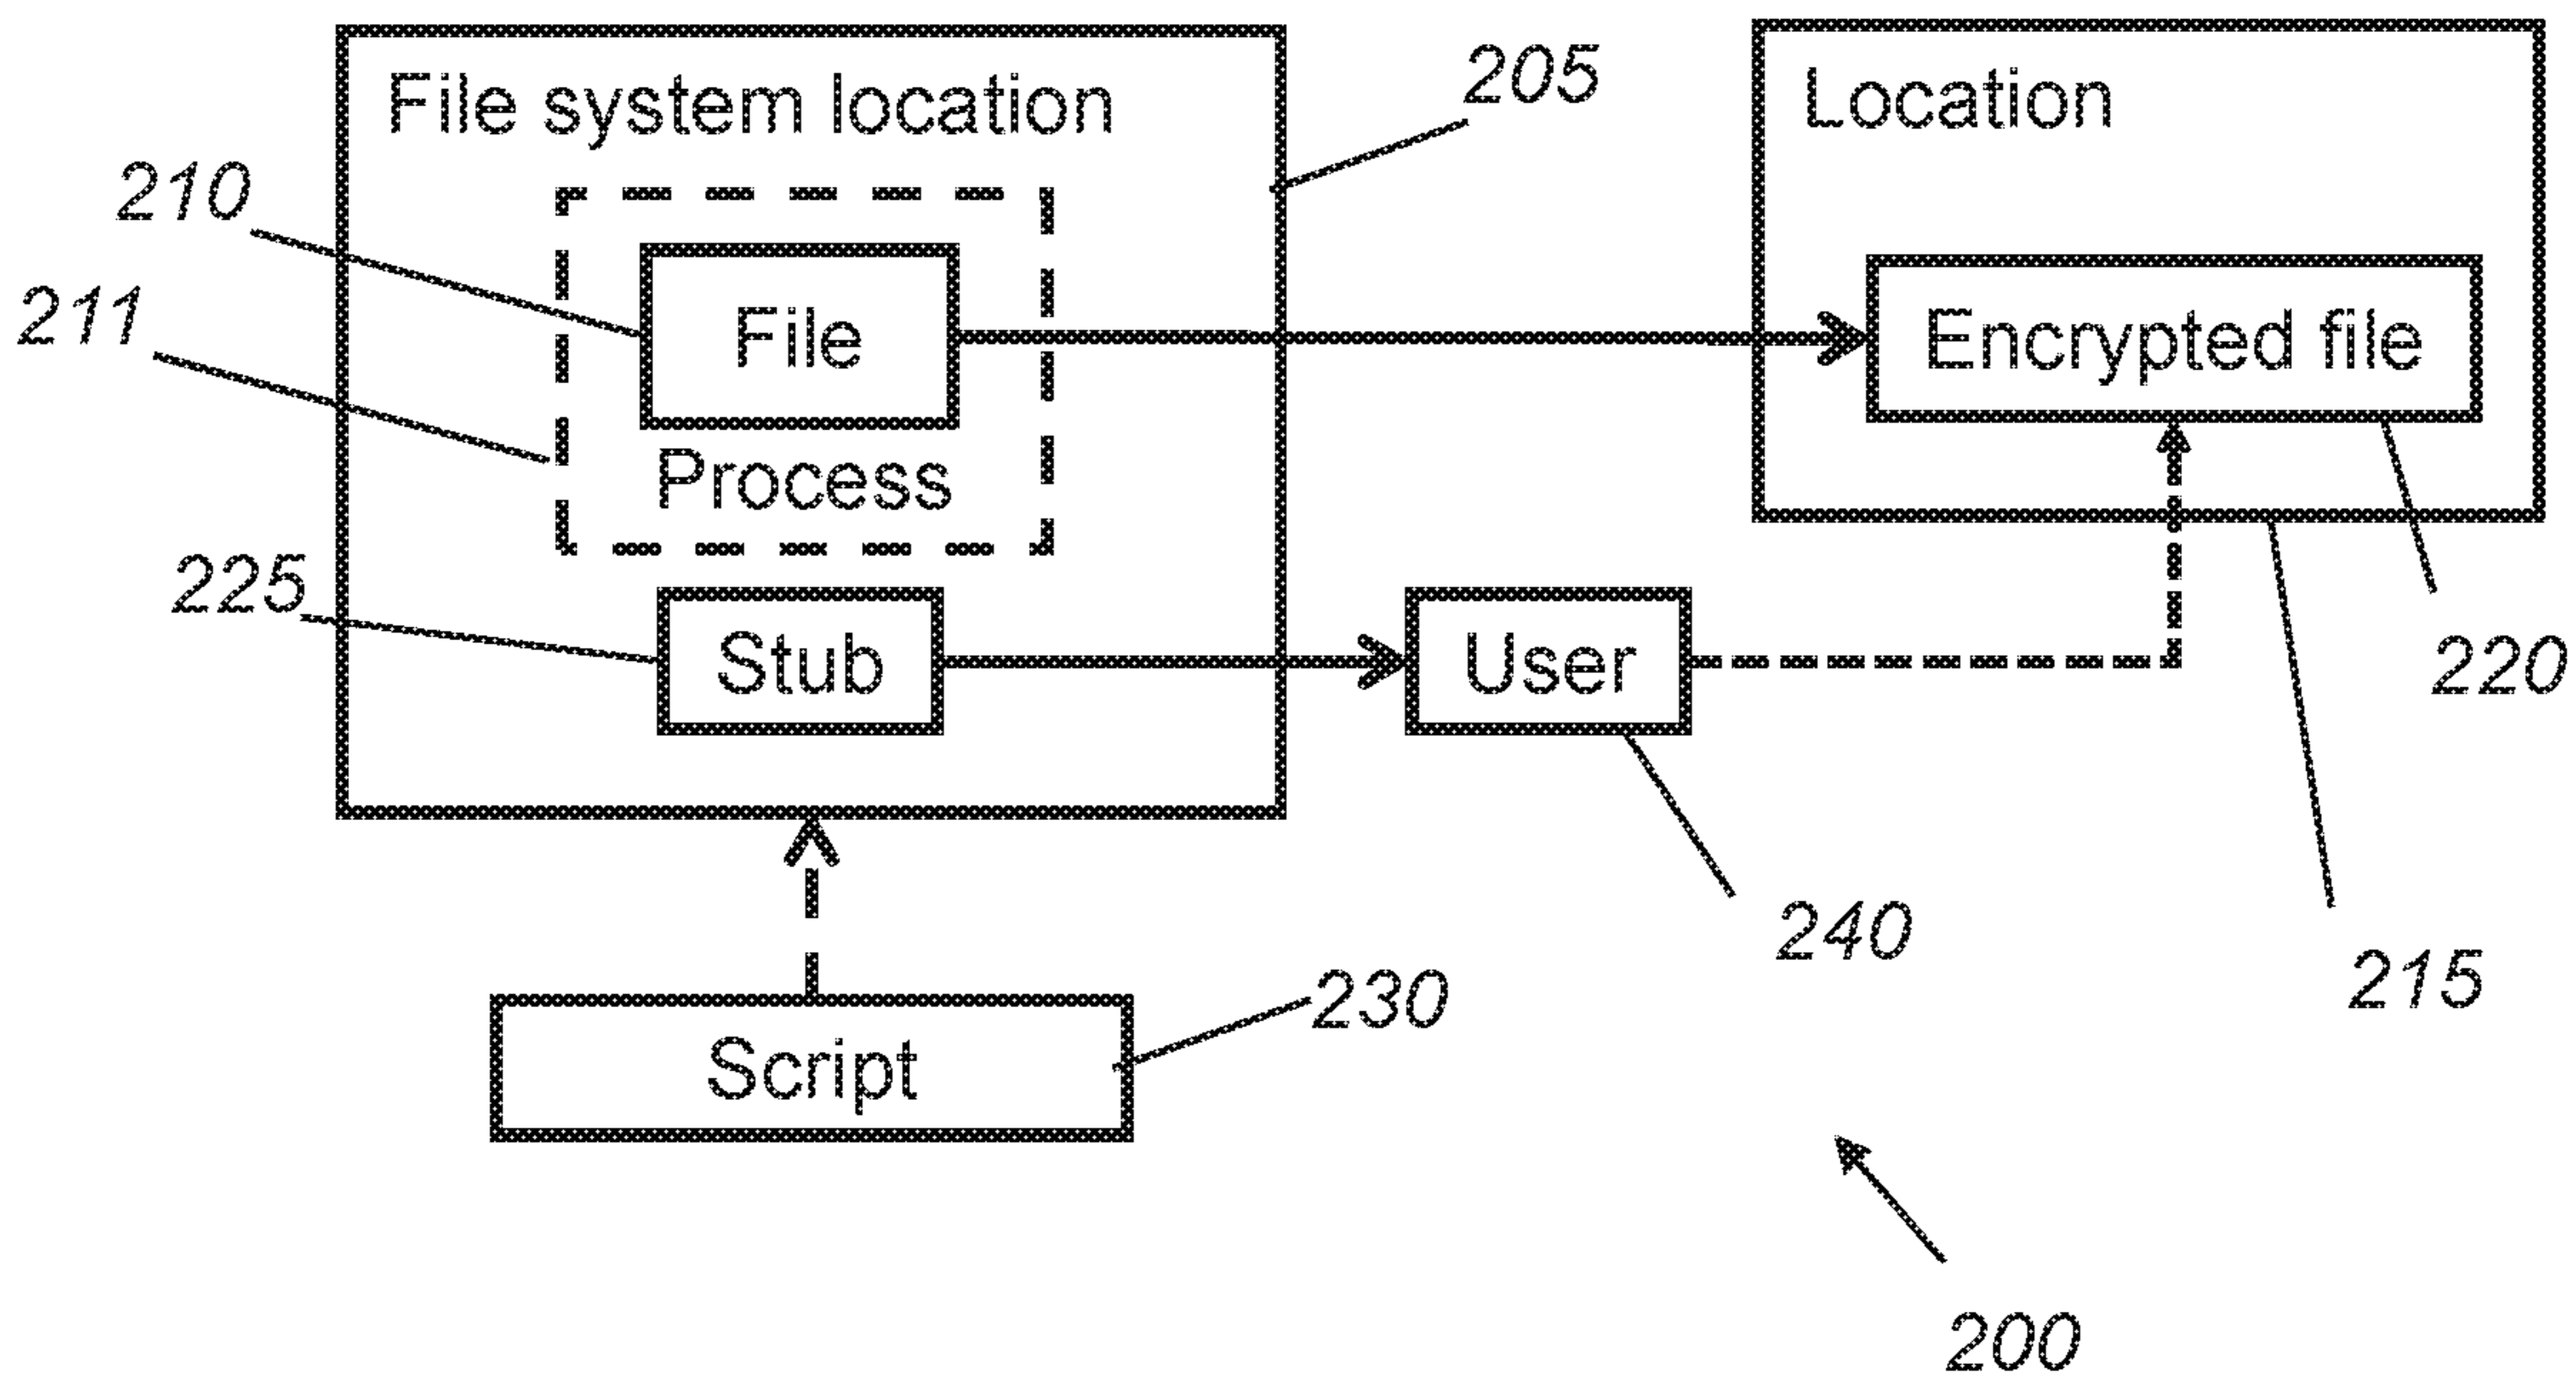 File system location
205
Location
210
File
211
Encrypted file
Process
225
Stub
User
220
240
215
230
Script
200